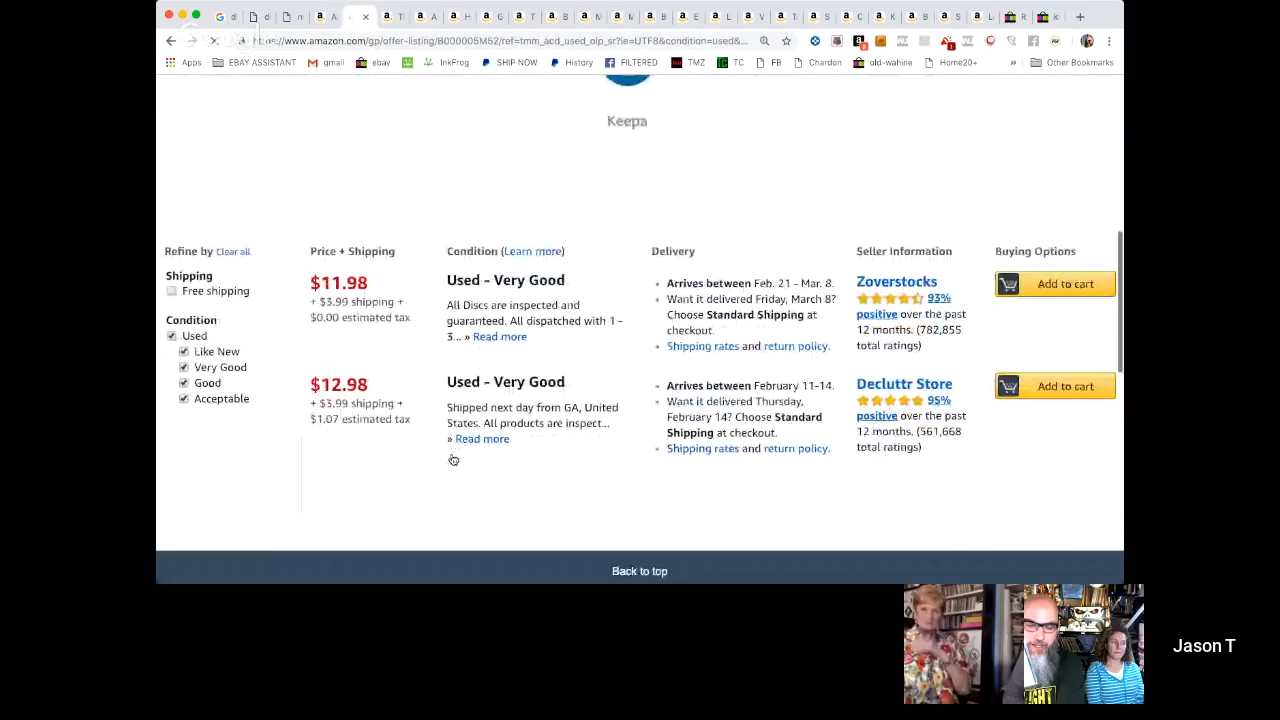 https://www.amazon.com/gp/offer-listing/B000005M52/ref=tmm_acd_used_olp_sr?ie=UTF8&condition=used&...
Apps EBAY ASSISTANT gmail ebay InkFrog SHIP NOW History FILTERED TMZ TC FB Chardon old-wahine Home20+ » Other Bookmarks
Keepa
Refine by Clear all
Shipping
Free shipping
Condition
Used
Like New
Very Good
Good
Acceptable
Price + Shipping
$11.98
+ $3.99 shipping +
$0.00 estimated tax
$12.98
+ $3.99 shipping +
$1.07 estimated tax
Condition (Learn more)
Used - Very Good
All Discs are inspected and
guaranteed. All dispatched with 1 -
3... » Read more
Used - Very Good
Shipped next day from GA, United
States. All products are inspect...
» Read more
Delivery
Arrives between Feb. 21 - Mar. 8.
Want it delivered Friday, March 8?
Choose Standard Shipping at
checkout.
Shipping rates and return policy.
Arrives between February 11-14.
Want it delivered Thursday,
February 14? Choose Standard
Shipping at checkout.
Shipping rates and return policy.
Seller Information
Zoverstocks
93%
positive over the past
12 months. (782,855
total ratings)
Decluttr Store
95%
positive over the past
12 months. (561,668
total ratings)
Buying Options
Add to cart
Add to cart
Back to top
Jason T